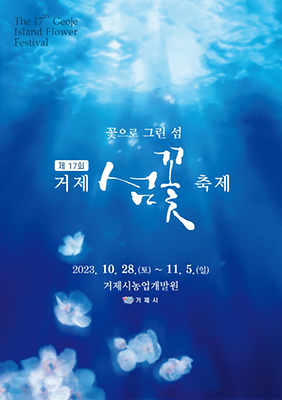 The 17th Geoje
Island Flower
Festival
꽃으로 그린 섬
제 17회
거제 섬꽃 축제
2023. 10. 28.(토) ~ 11. 5.(일)
거제시농업개발원
거제시